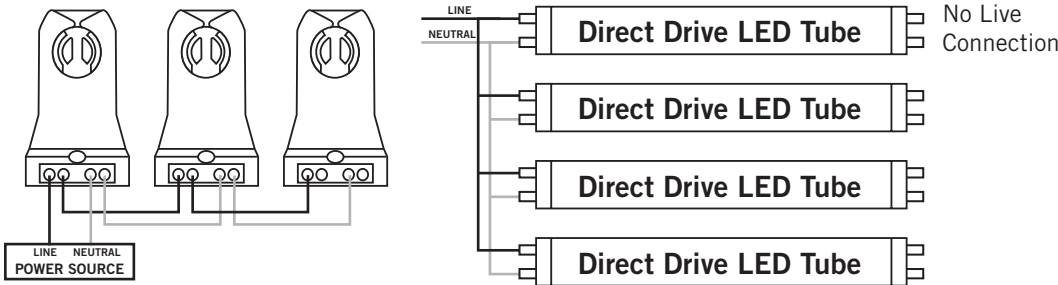 LINE NEUTRAL
POWER SOURCE
LINE
NEUTRAL
Direct Drive LED Tube
No Live
Connection
Direct Drive LED Tube
Direct Drive LED Tube
Direct Drive LED Tube